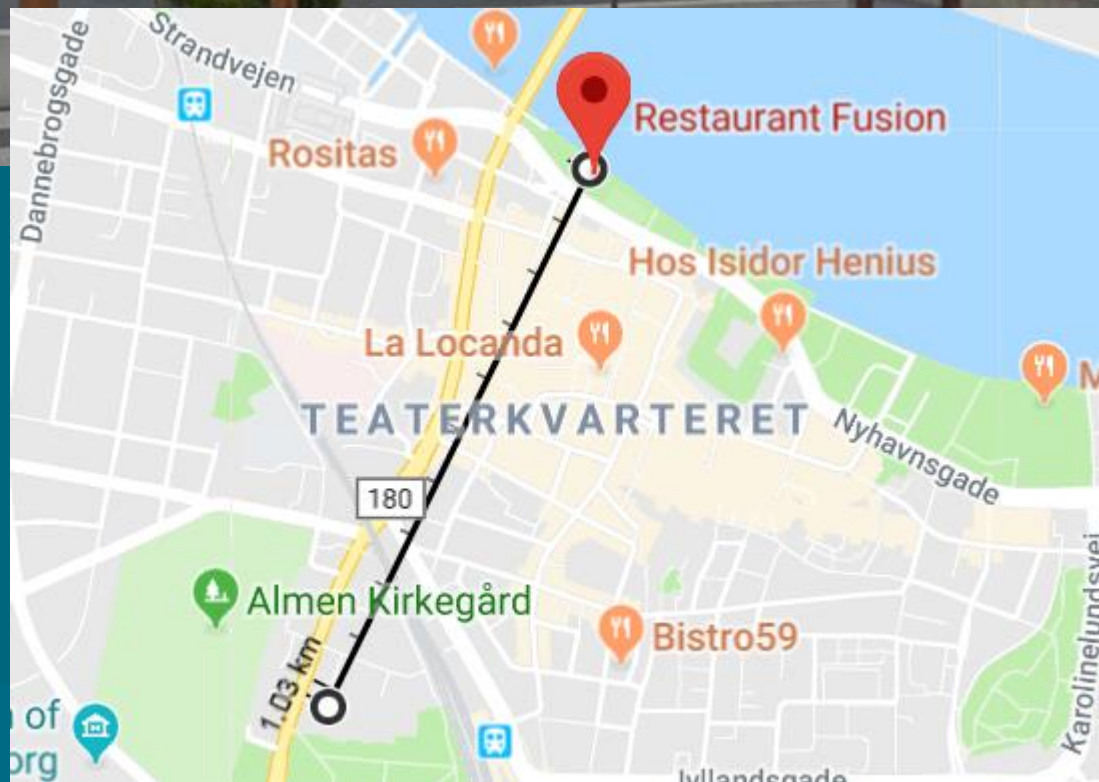 Strandvejen
Dannebrogsgade
Restaurant Fusion
Rositas
Hos Isidor Henius
La Locanda
TEATERKVARTERET
Nyhavnsgade
180
Almen Kirkegård
Bistro59
1.03 km
Karolinelundsvej
of
org
M
Jyllandsgade